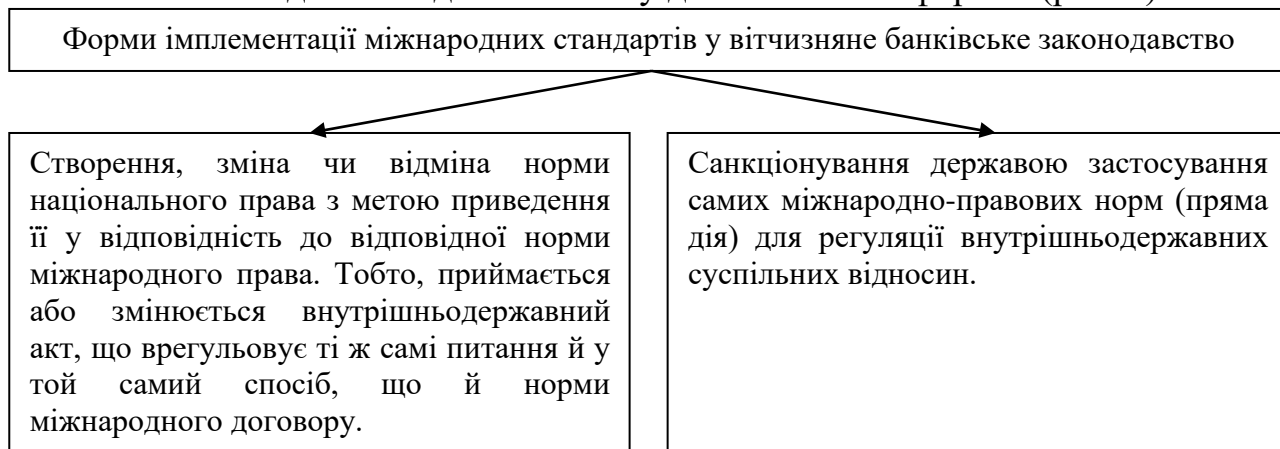 Форми імплементації міжнародних стандартів у вітчизняне банківське законодавство
Створення, зміна чи відміна норми
національного права з метою приведення
її у відповідність до відповідної норми
міжнародного права. Тобто, приймається
або змінюється внутрішньодержавний
акт, що врегульовує ті ж самі питання й у
той самий спосіб, що й норми
міжнародного договору.
Санкціонування державою застосування
самих міжнародно-правових норм (пряма
дія) для регуляції внутрішньодержавних
суспільних відносин.